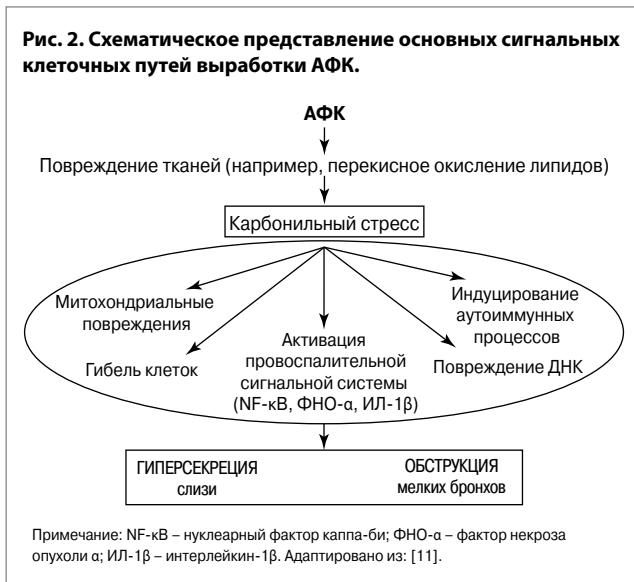 Рис. 2. Схематическое представление основных сигнальных
клеточных путей выработки АФК.
АФК
Повреждение тканей (например, перекисное окисление липидов)
Карбонильный стресс
Митохондриальные
повреждения
Гибель клеток
Активация
провоспалительной
сигнальной системы
(NF-κB, ФНО-α, ИЛ-1β)
Индуцирование
аутоиммунных
процессов
Повреждение ДНК
ГИПЕРСЕКРЕЦИЯ
слизи
ОБСТРУКЦИЯ
мелких бронхов
Примечание: NF-κB – нуклеарный фактор каппа-би; ФНО-α – фактор некроза
опухоли α; ИЛ-1β – интерлейкин-1β. Адаптировано из: [11].